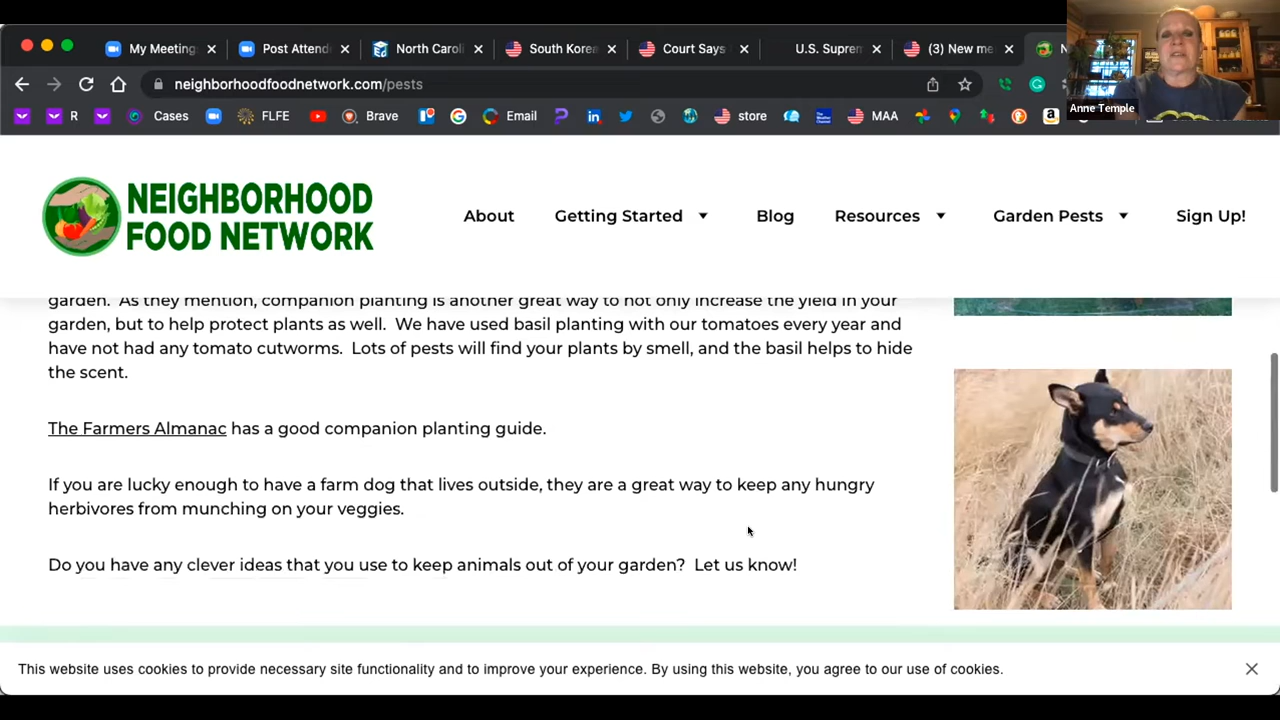 My Meeting
Post Attend
North Caroli
South Korea
Court Says
U.S. Suprem
(3) New me
neighborhoodfoodnetwork.com/pests
R
Cases
FLFE
Brave
Email
store
MAA
Anne Temple
NEIGHBORHOOD
FOOD NETWORK
About
Getting Started
Blog
Resources
Garden Pests
Sign Up!
garden. As they mention, companion planting is another great way to not only increase the yield in your
garden, but to help protect plants as well. We have used basil planting with our tomatoes every year and
have not had any tomato cutworms. Lots of pests will find your plants by smell, and the basil helps to hide
the scent.
The Farmers Almanac has a good companion planting guide.
If you are lucky enough to have a farm dog that lives outside, they are a great way to keep any hungry
herbivores from munching on your veggies.
Do you have any clever ideas that you use to keep animals out of your garden? Let us know!
This website uses cookies to provide necessary site functionality and to improve your experience. By using this website, you agree to our use of cookies.